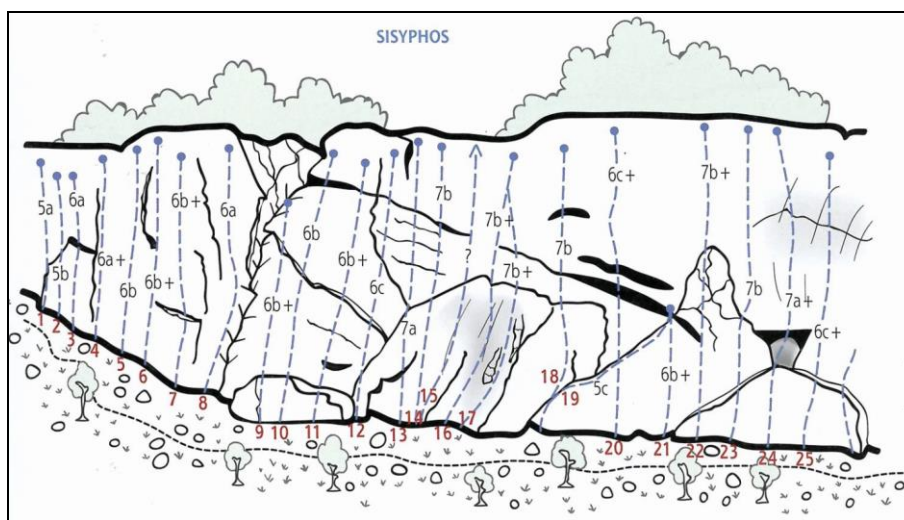 SISYPHOS
5a
6a
5b
6a+
6b
6b+
6b+
6a
6b+
6b
6b+
6c
7a
7b
?
7b+
7b+
7b
6c+
5c
6b+
7b+
7b
7a+
6c+
1
2
3
4
5
6
7
8
9
10
11
12
13
14
15
16
17
18
19
20
21
22
23
24
25